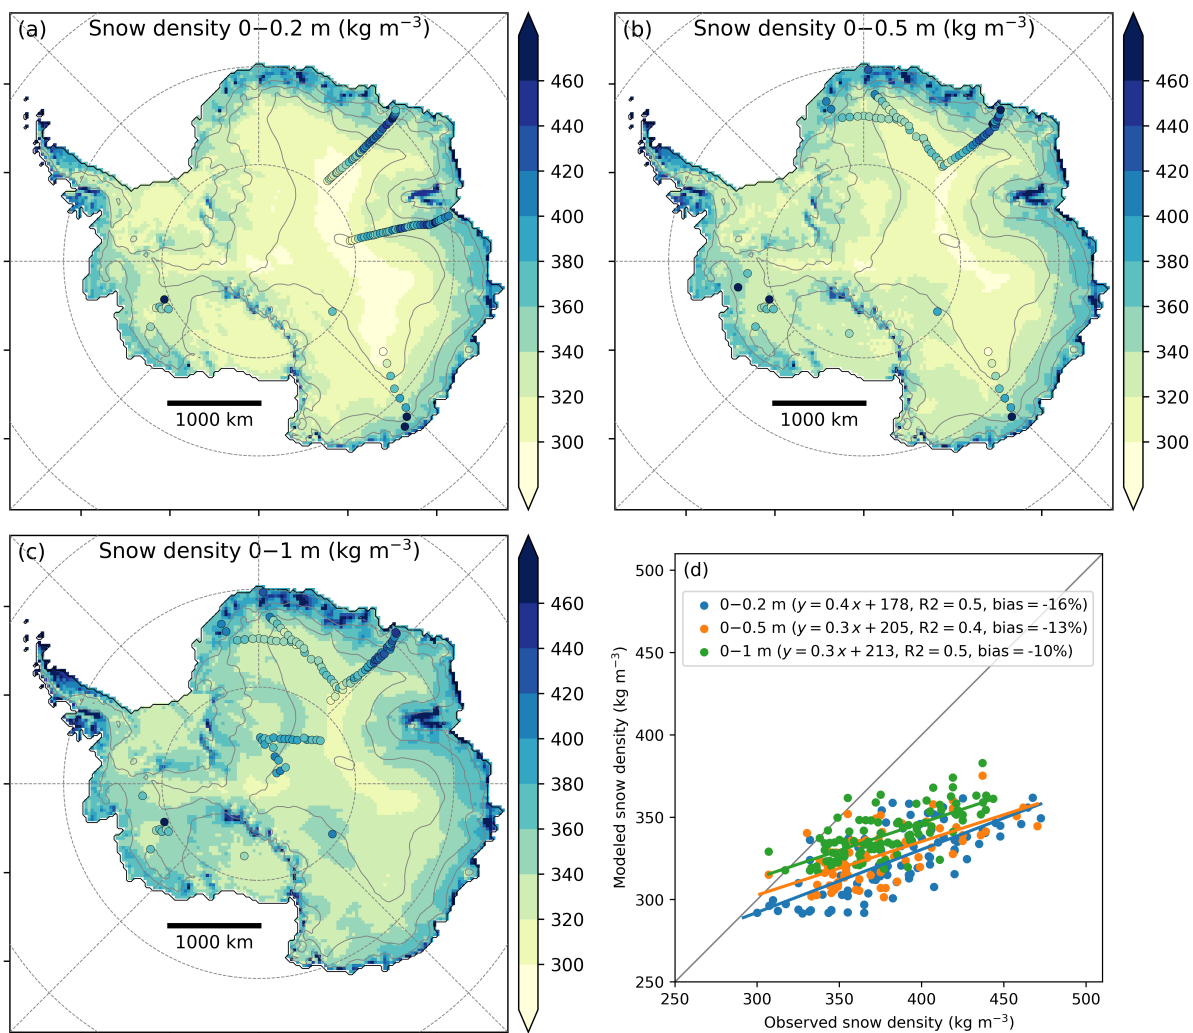 (a) Snow density 0−0.2 m (kg m⁻³)
460
440
420
400
380
360
340
320
300
1000 km
(b) Snow density 0−0.5 m (kg m⁻³)
460
440
420
400
380
360
340
320
300
1000 km
(c) Snow density 0−1 m (kg m⁻³)
460
440
420
400
380
360
340
320
300
1000 km
(d)
0−0.2 m (y = 0.4x + 178, R2 = 0.5, bias = -16%)
0−0.5 m (y = 0.3x + 205, R2 = 0.4, bias = -13%)
0−1 m (y = 0.3x + 213, R2 = 0.5, bias = -10%)
Modeled snow density (kg m⁻³)
500
450
400
350
300
250
250 300 350 400 450 500
Observed snow density (kg m⁻³)